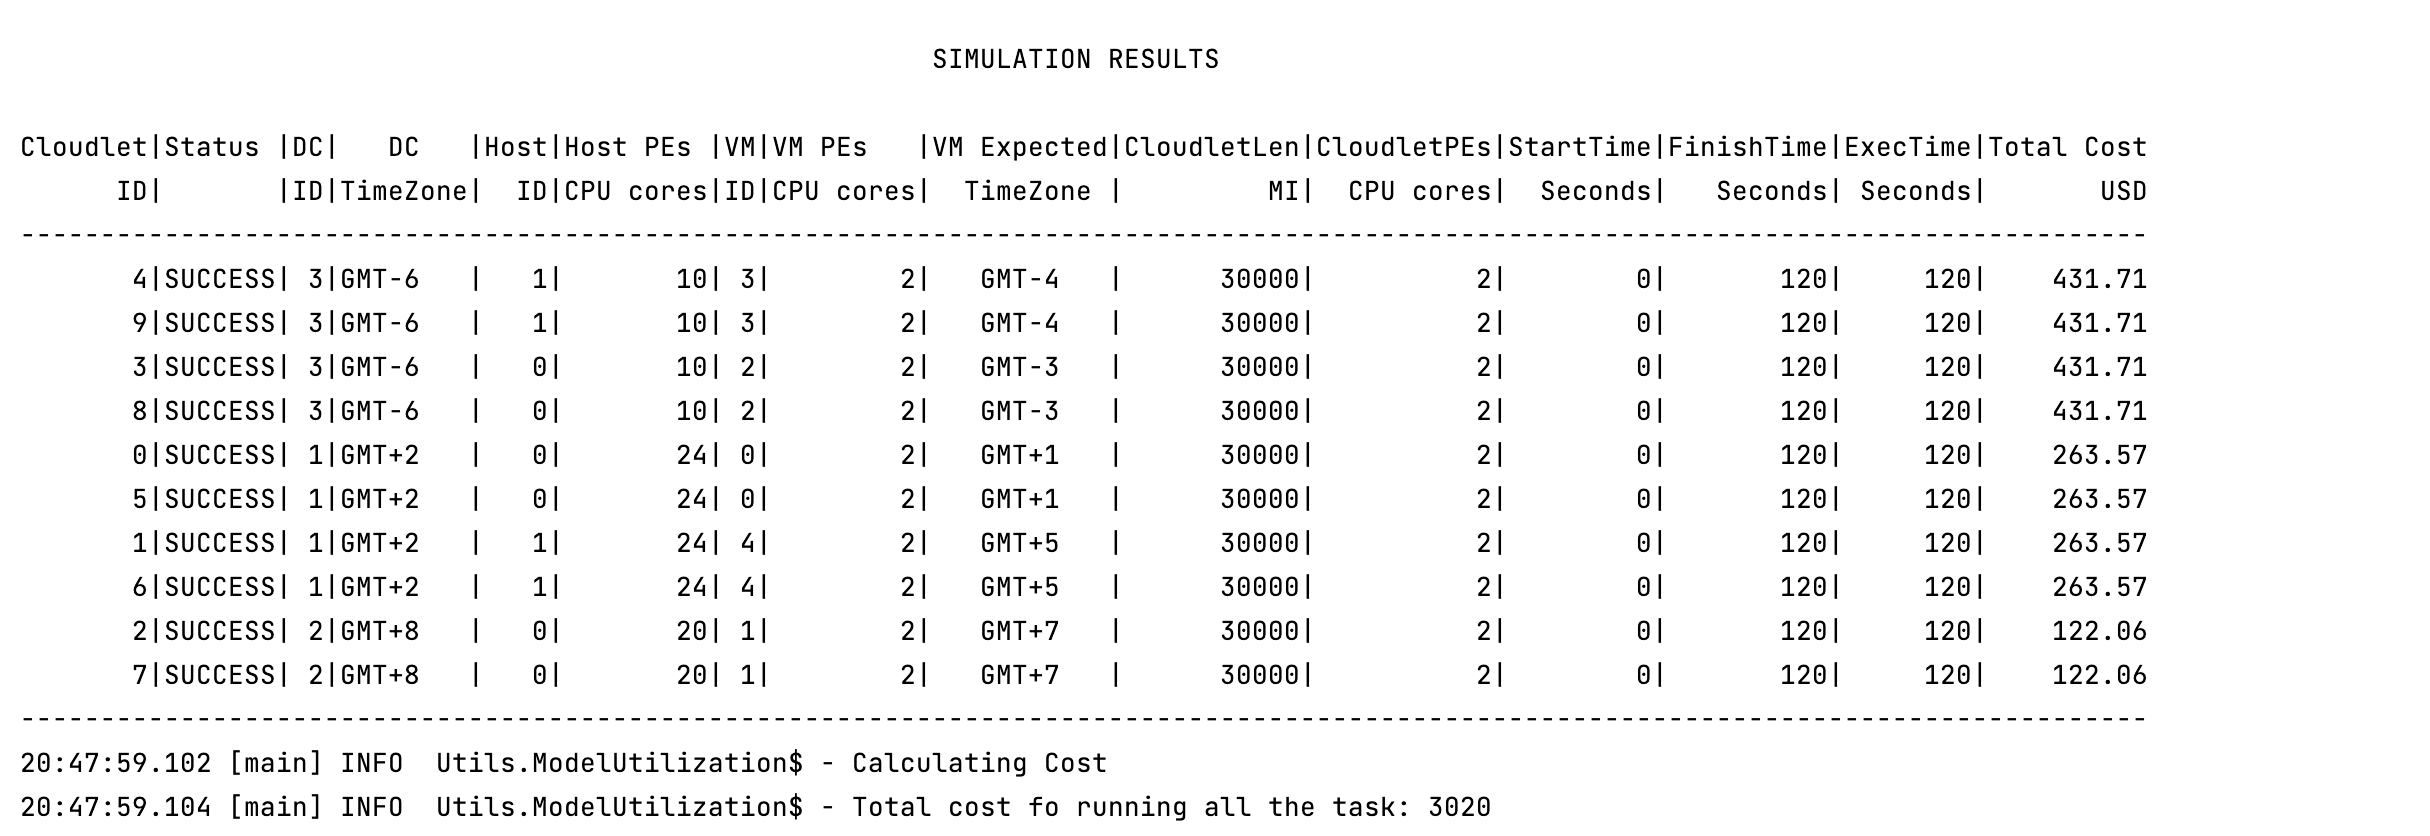 SIMULATION RESULTS
Cloudlet|Status |DC|   DC   |Host|Host PEs |VM|VM PEs   |VM Expected|CloudletLen|CloudletPEs|StartTime|FinishTime|ExecTime|Total Cost
      ID|       |ID|TimeZone|  ID|CPU cores|ID|CPU cores|  TimeZone |         MI|  CPU cores|  Seconds|   Seconds| Seconds|       USD
-------------------------------------------------------------------------------------------------------------------------------------
       4|SUCCESS| 3|GMT-6   |   1|       10| 3|        2|   GMT-4   |      30000|          2|        0|       120|     120|    431.71
       9|SUCCESS| 3|GMT-6   |   1|       10| 3|        2|   GMT-4   |      30000|          2|        0|       120|     120|    431.71
       3|SUCCESS| 3|GMT-6   |   0|       10| 2|        2|   GMT-3   |      30000|          2|        0|       120|     120|    431.71
       8|SUCCESS| 3|GMT-6   |   0|       10| 2|        2|   GMT-3   |      30000|          2|        0|       120|     120|    431.71
       0|SUCCESS| 1|GMT+2   |   0|       24| 0|        2|   GMT+1   |      30000|          2|        0|       120|     120|    263.57
       5|SUCCESS| 1|GMT+2   |   0|       24| 0|        2|   GMT+1   |      30000|          2|        0|       120|     120|    263.57
       1|SUCCESS| 1|GMT+2   |   1|       24| 4|        2|   GMT+5   |      30000|          2|        0|       120|     120|    263.57
       6|SUCCESS| 1|GMT+2   |   1|       24| 4|        2|   GMT+5   |      30000|          2|        0|       120|     120|    263.57
       2|SUCCESS| 2|GMT+8   |   0|       20| 1|        2|   GMT+7   |      30000|          2|        0|       120|     120|    122.06
       7|SUCCESS| 2|GMT+8   |   0|       20| 1|        2|   GMT+7   |      30000|          2|        0|       120|     120|    122.06
-------------------------------------------------------------------------------------------------------------------------------------
20:47:59.102 [main] INFO  Utils.ModelUtilization$ - Calculating Cost
20:47:59.104 [main] INFO  Utils.ModelUtilization$ - Total cost fo running all the task: 3020